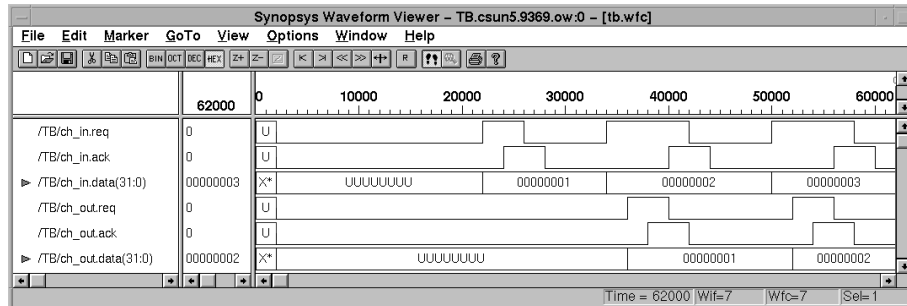 Synopsys Waveform Viewer – TB.csun5.9369.ow:0 – [tb.wfc]
File Edit Marker GoTo View Options Window Help
BIN OCT DEC HEX Z+ Z- R ?
62000 0 10000 20000 30000 40000 50000 60000
/TB/ch_in.req 0 U
/TB/ch_in.ack 0 U
/TB/ch_in.data(31:0) 00000003 X* UUUUUUUU 00000001 00000002 00000003
/TB/ch_out.req 0 U
/TB/ch_out.ack 0 U
/TB/ch_out.data(31:0) 00000002 X* UUUUUUUU 00000001 00000002
Time = 62000 Wif=7 Wfc=7 Sel=1